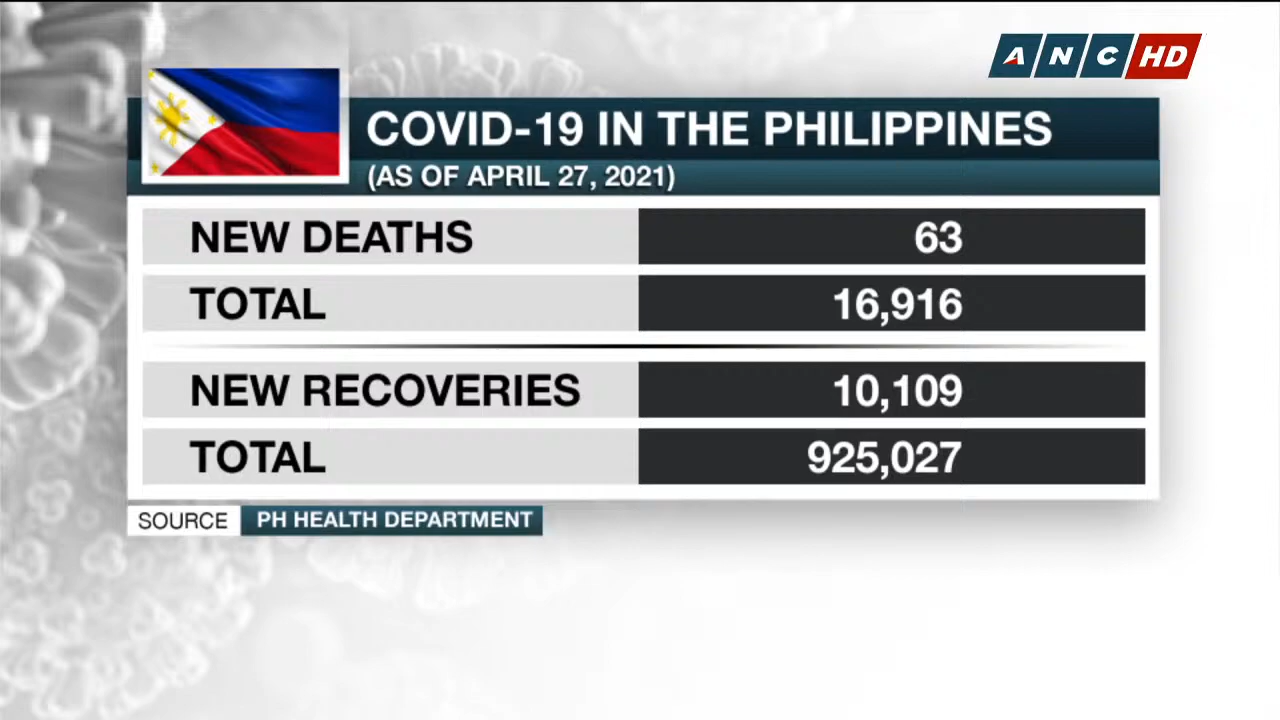 ANC HD
COVID-19 IN THE PHILIPPINES
(AS OF APRIL 27, 2021)
NEW DEATHS 63
TOTAL 16,916
NEW RECOVERIES 10,109
TOTAL 925,027
SOURCE PH HEALTH DEPARTMENT